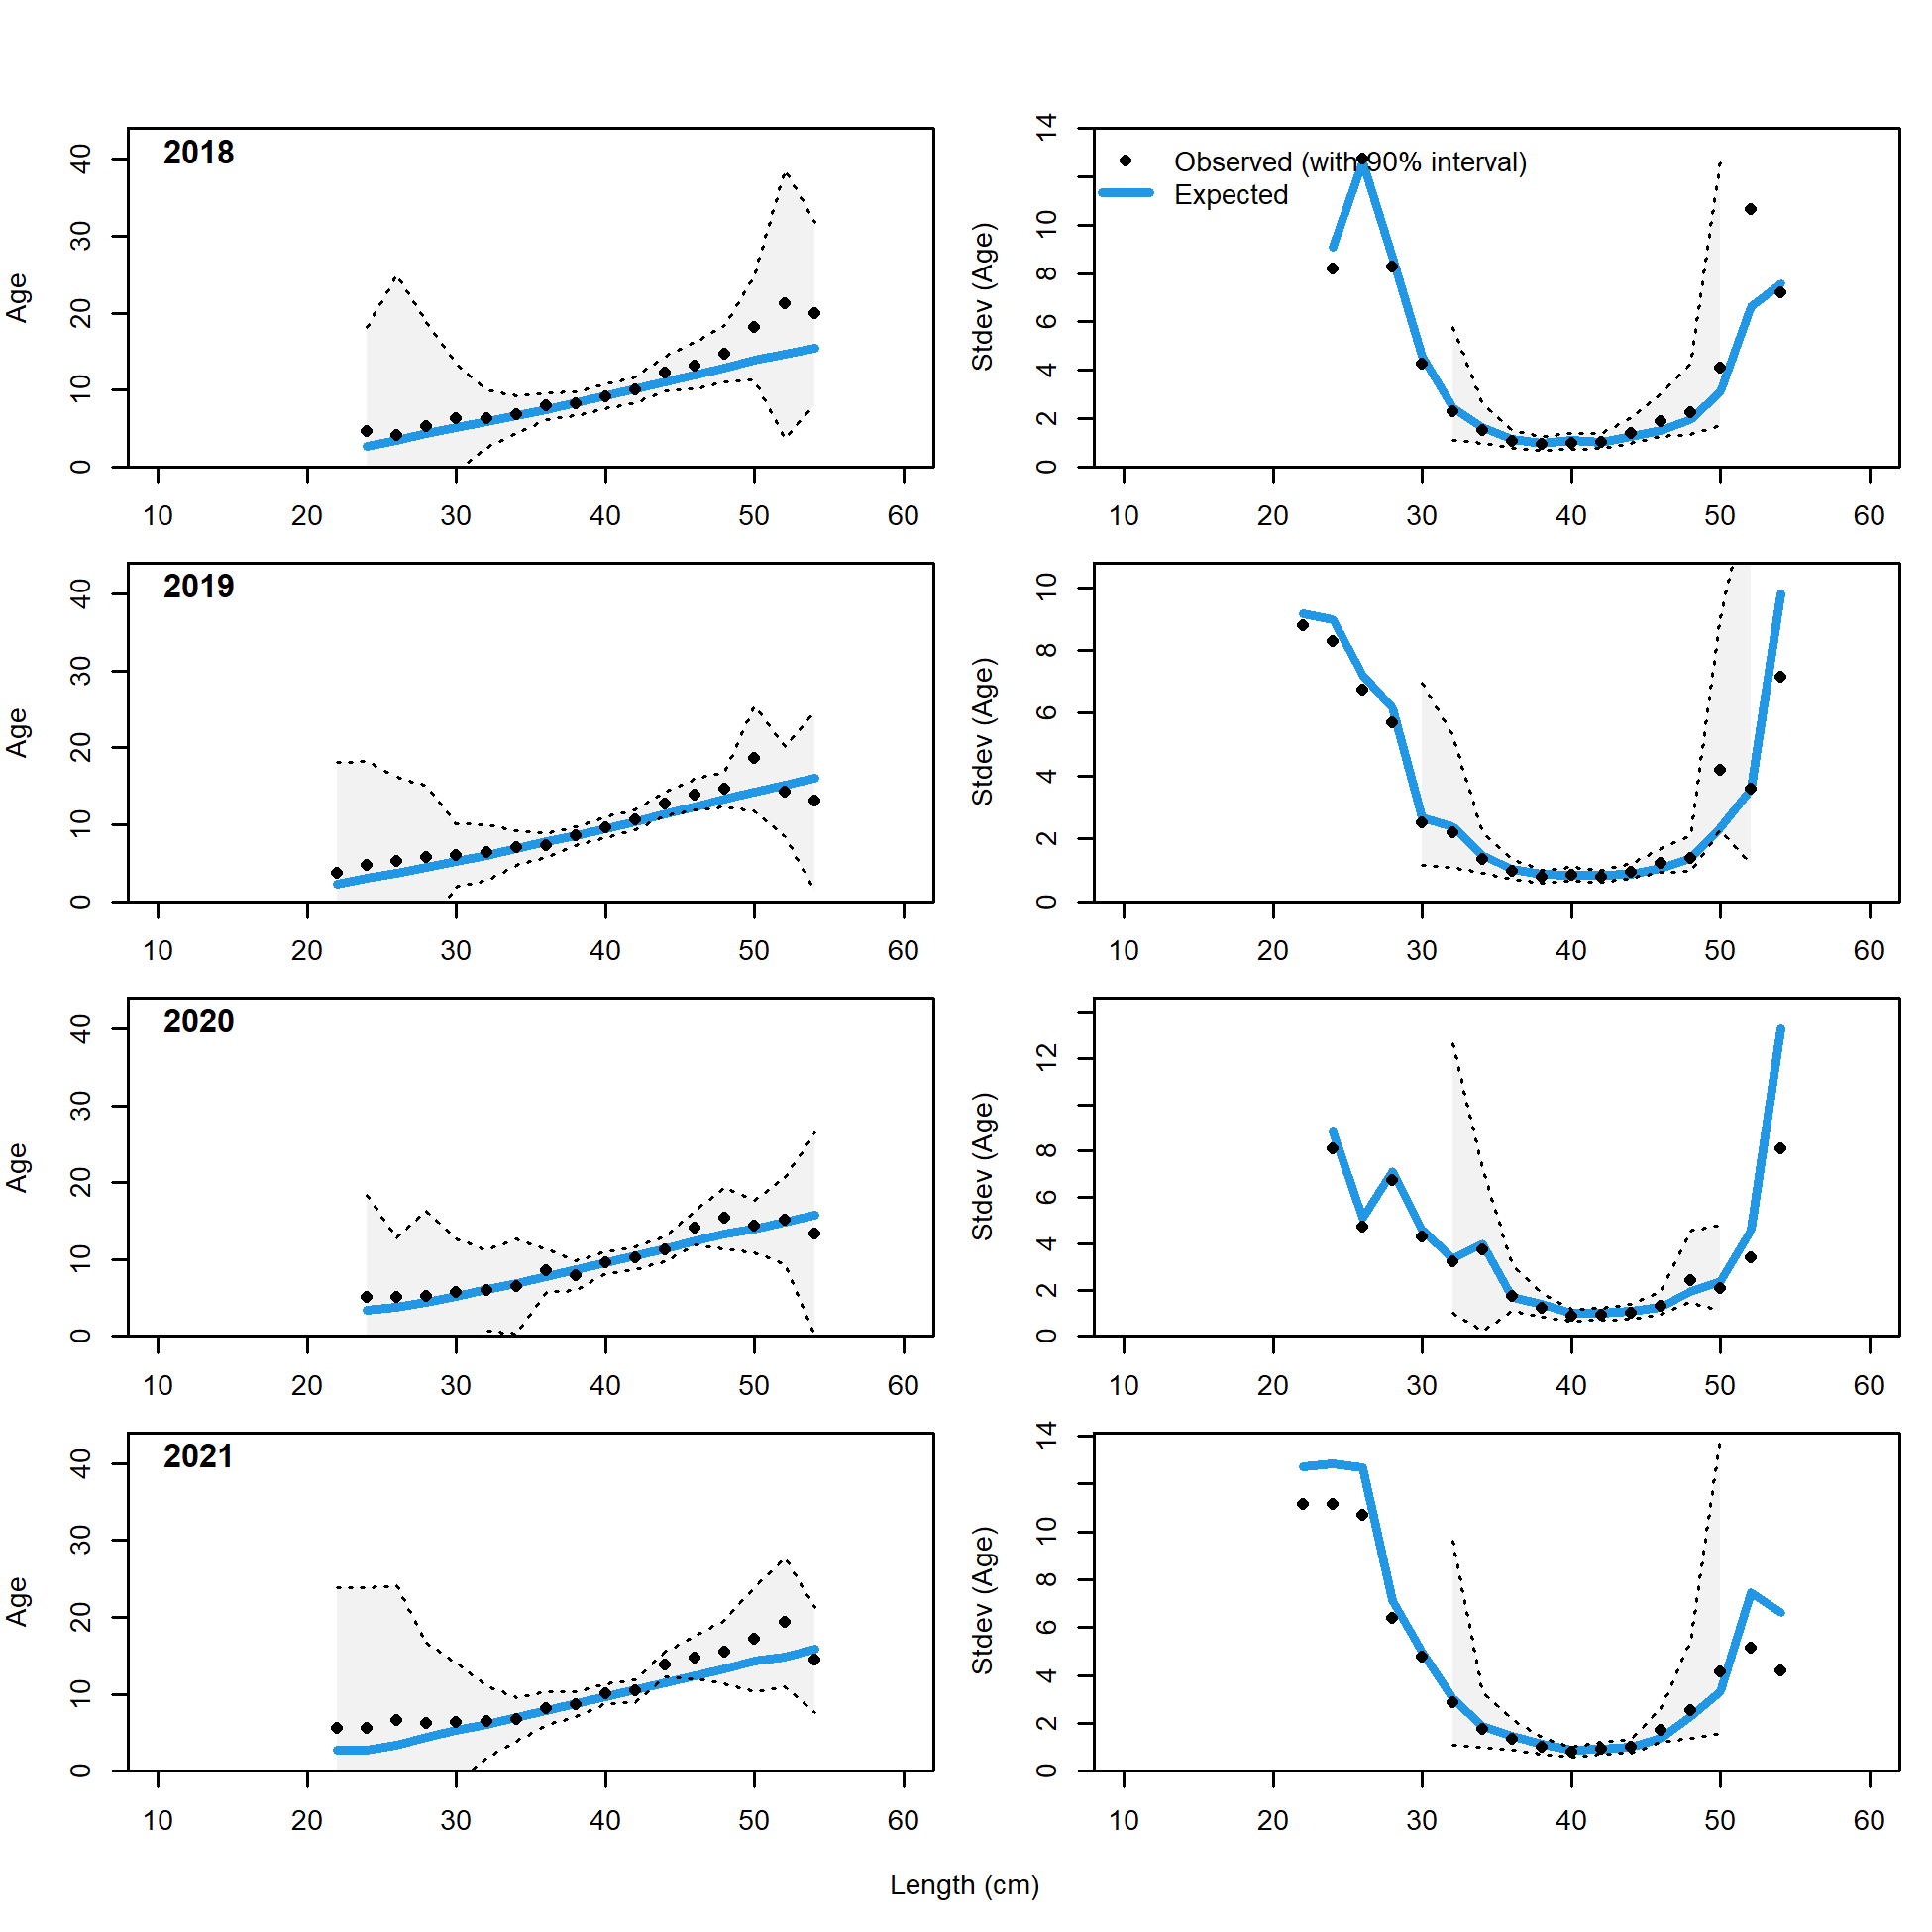 2018
Age
0 10 20 30 40
10 20 30 40 50 60
Observed (with 90% interval)
Expected
Stdev (Age)
0 2 4 6 8 10 14
10 20 30 40 50 60
2019
Age
0 10 20 30 40
10 20 30 40 50 60
Stdev (Age)
0 2 4 6 8 10
10 20 30 40 50 60
2020
Age
0 10 20 30 40
10 20 30 40 50 60
Stdev (Age)
0 2 4 6 8 12
10 20 30 40 50 60
2021
Age
0 10 20 30 40
10 20 30 40 50 60
Stdev (Age)
0 2 4 6 8 10 14
10 20 30 40 50 60
Length (cm)